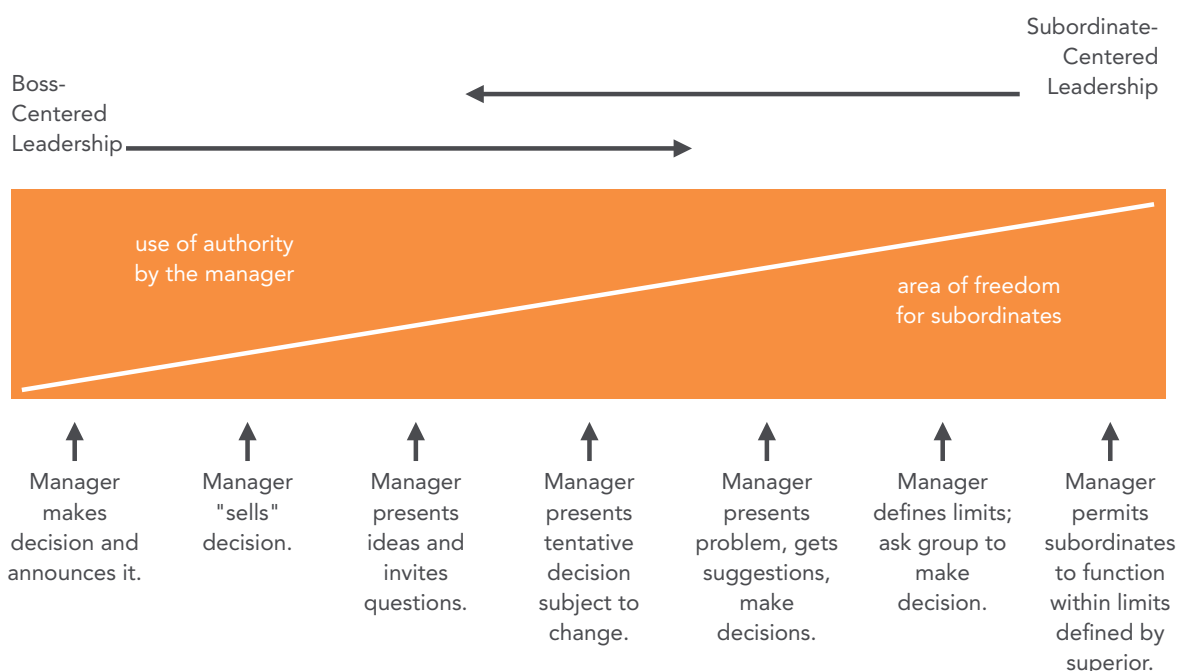 Subordinate-
Centered
Leadership
Boss-
Centered
Leadership
use of authority
by the manager
area of freedom
for subordinates
Manager
makes
decision and
announces it.
Manager
"sells"
decision.
Manager
presents
ideas and
invites
questions.
Manager
presents
tentative
decision
subject to
change.
Manager
presents
problem, gets
suggestions,
make
decisions.
Manager
defines limits;
ask group to
make
decision.
Manager
permits
subordinates
to function
within limits
defined by
superior.